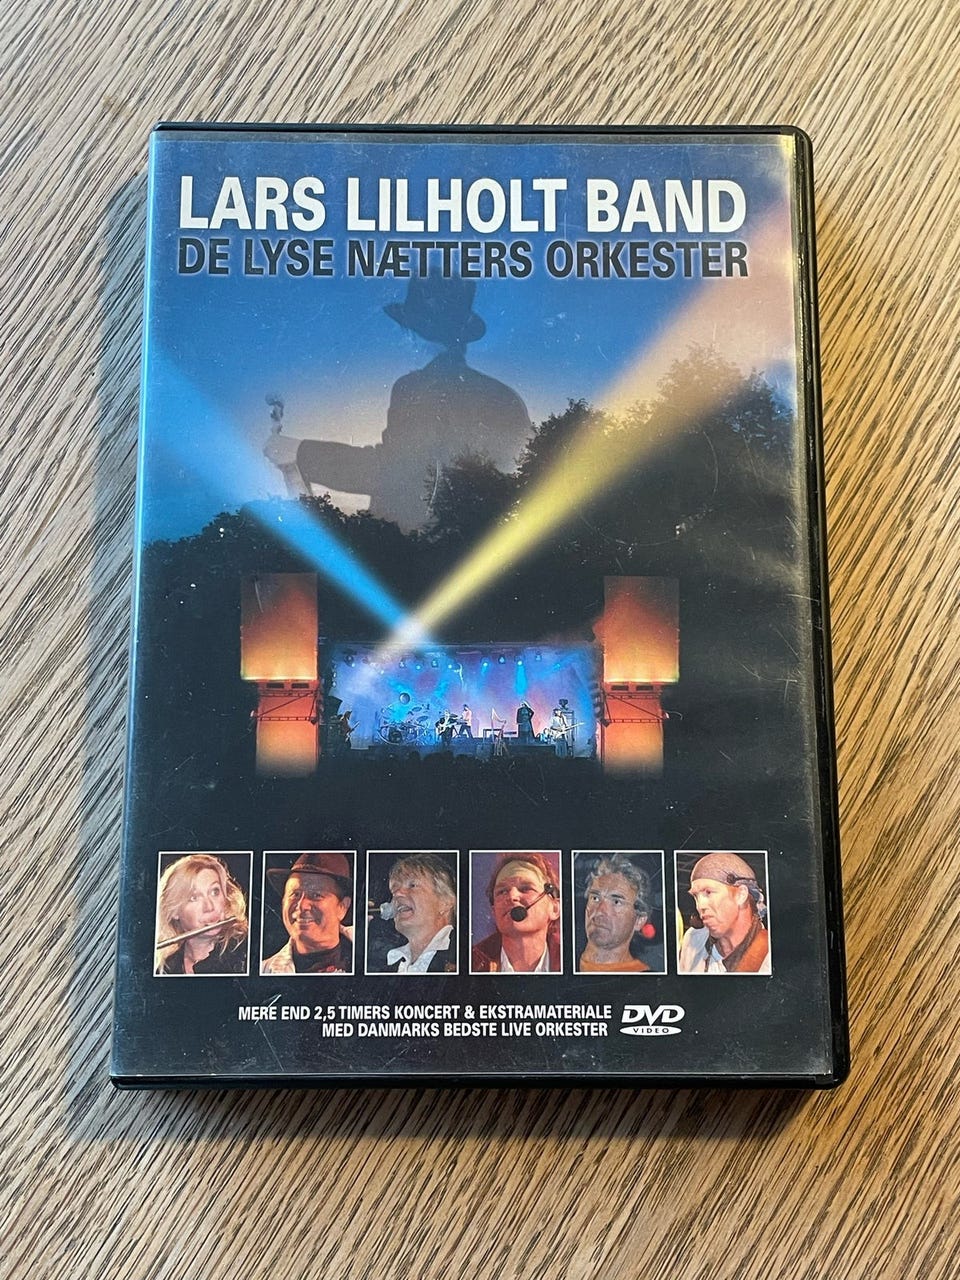 LARS LILHOLT BAND
DE LYSE NÆTTERS ORKESTER
MERE END 2,5 TIMERS KONCERT & EKSTRAMATERIALE
MED DANMARKS BEDSTE LIVE ORKESTER
DVD
VIDEO